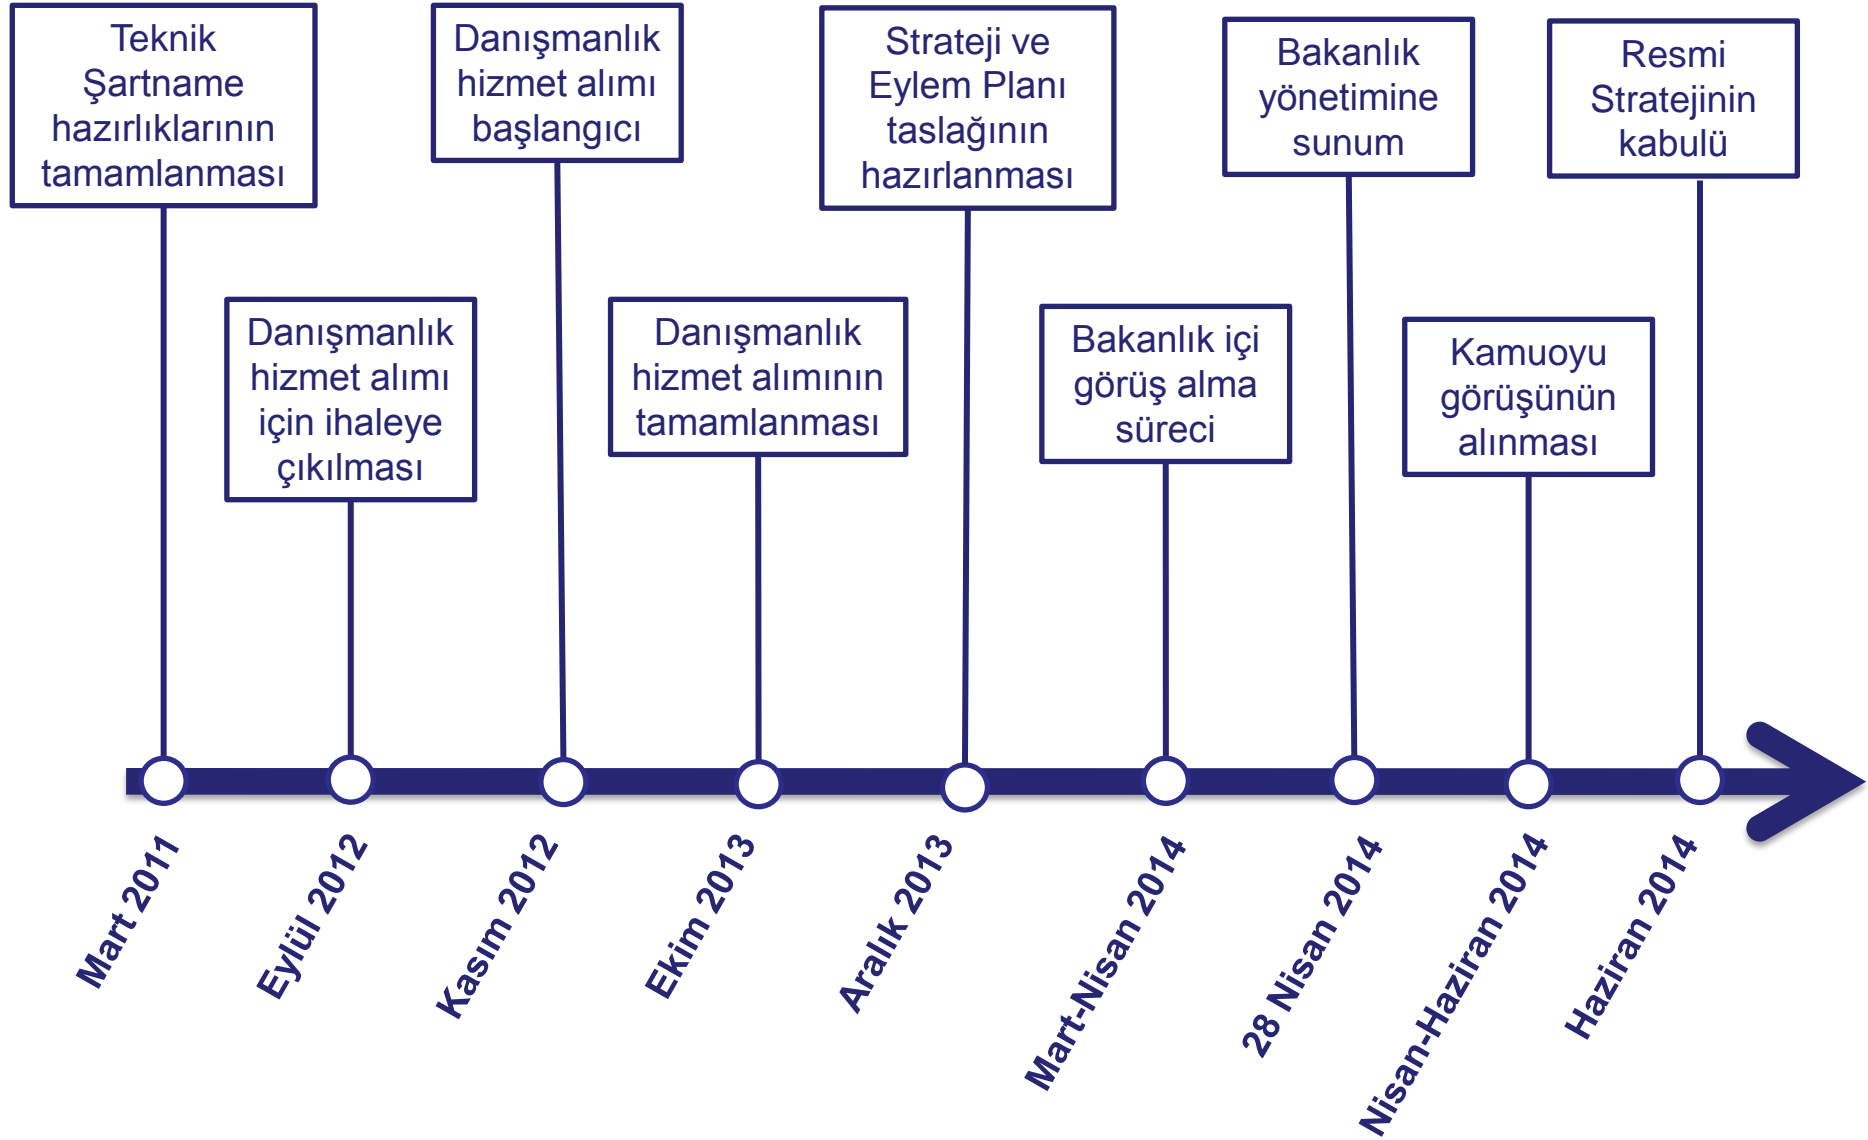 Teknik
Şartname
hazırlıklarının
tamamlanması
Danışmanlık
hizmet alımı
başlangıcı
Strateji ve
Eylem Planı
taslağının
hazırlanması
Bakanlık
yönetimine
sunum
Resmi
Stratejinin
kabulü
Danışmanlık
hizmet alımı
için ihaleye
çıkılması
Danışmanlık
hizmet alımının
tamamlanması
Bakanlık içi
görüş alma
süreci
Kamuoyu
görüşünün
alınması
Mart 2011
Eylül 2012
Kasım 2012
Ekim 2013
Aralık 2013
Mart-Nisan 2014
28 Nisan 2014
Nisan-Haziran 2014
Haziran 2014